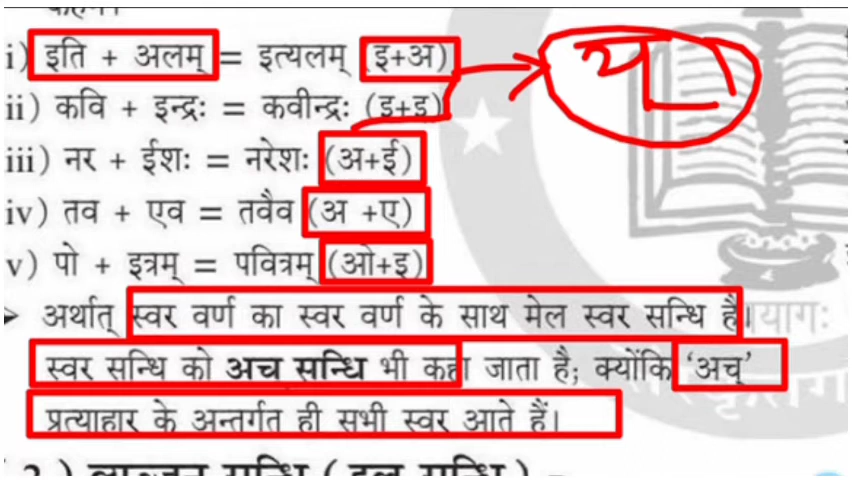 i) इति + अलम् = इत्यलम् (इ+अ)
ii) कवि + इन्द्रः = कवीन्द्रः (इ+इ)
iii) नर + ईशः = नरेशः (अ+ई)
iv) तव + एव = तवैव (अ +ए)
v) पो + इत्रम् = पवित्रम् (ओ+इ)
➤ अर्थात् स्वर वर्ण का स्वर वर्ण के साथ मेल स्वर सन्धि है।
स्वर सन्धि को अच सन्धि भी कहा जाता है; क्योंकि ‘अच्’
प्रत्याहार के अन्तर्गत ही सभी स्वर आते हैं।